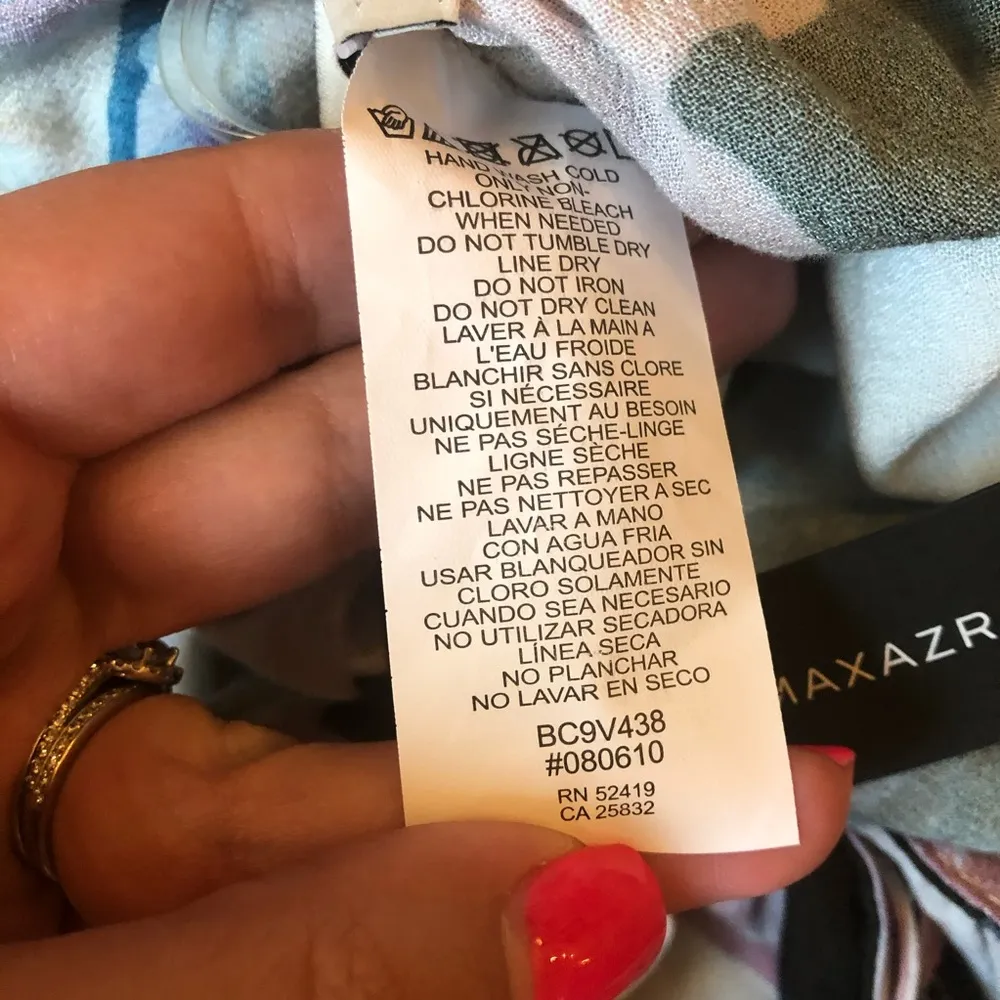 HAND WASH COLD
ONLY NON-
CHLORINE BLEACH
WHEN NEEDED
DO NOT TUMBLE DRY
LINE DRY
DO NOT IRON
DO NOT DRY CLEAN
LAVER À LA MAIN A
L'EAU FROIDE
BLANCHIR SANS CLORE
SI NÉCESSAIRE
UNIQUEMENT AU BESOIN
NE PAS SÉCHE-LINGE
LIGNE SÈCHE
NE PAS REPASSER
NE PAS NETTOYER A SEC
LAVAR A MANO
CON AGUA FRIA
USAR BLANQUEADOR SIN
CLORO SOLAMENTE
CUANDO SEA NECESARIO
NO UTILIZAR SECADORA
LÍNEA SECA
NO PLANCHAR
NO LAVAR EN SECO
BC9V438
#080610
RN 52419
CA 25832
MAXAZR